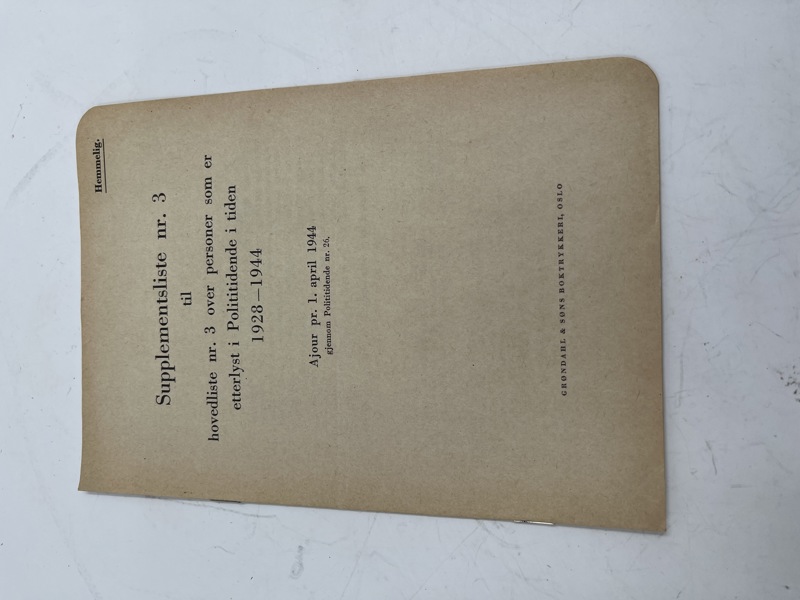 Hemmelig.
Supplementsliste nr. 3
til
hovedliste nr. 3 over personer som er
etterlyst i Polititidende i tiden
1928—1944
Ajour pr. 1. april 1944
gjennom Polititidende nr. 26.
GRØNDAHL & SØNS BOKTRYKKERI, OSLO